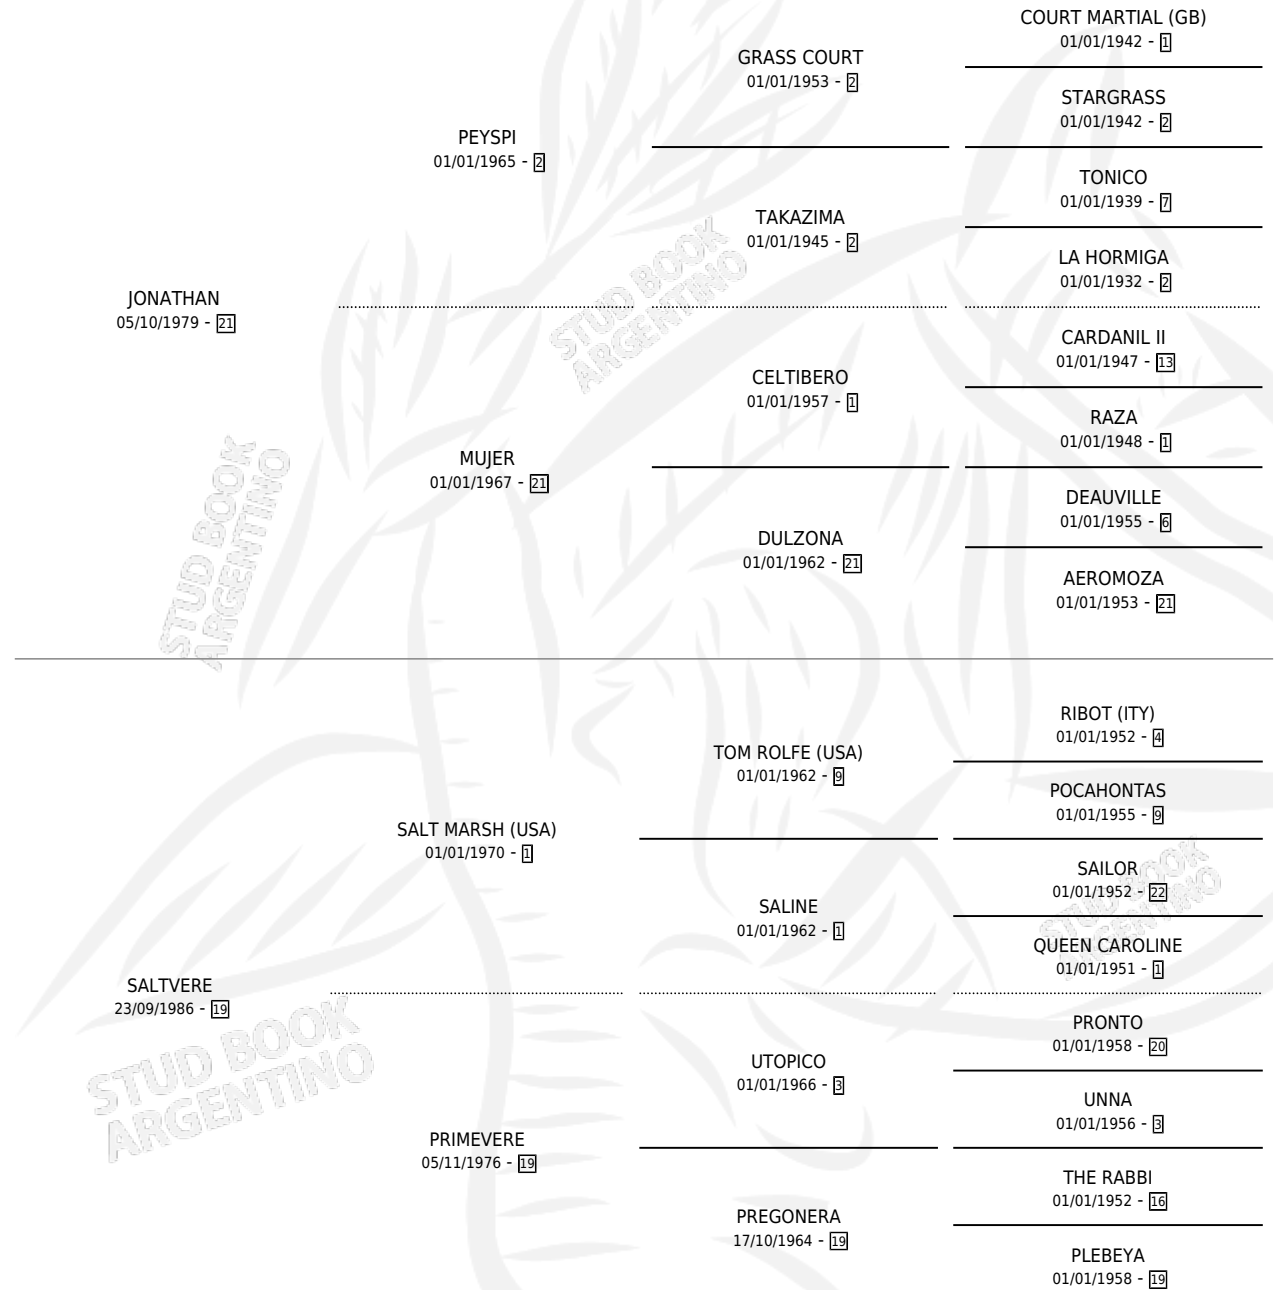 COURT MARTIAL (GB)
01/01/1942 - 1
GRASS COURT
01/01/1953 - 2
STARGRASS
01/01/1942 - 2
PEYSPI
01/01/1965 - 2
TONICO
01/01/1939 - 7
TAKAZIMA
01/01/1945 - 2
LA HORMIGA
01/01/1932 - 2
JONATHAN
05/10/1979 - 21
CARDANIL II
01/01/1947 - 13
CELTIBERO
01/01/1957 - 1
RAZA
01/01/1948 - 1
MUJER
01/01/1967 - 21
DEAUVILLE
01/01/1955 - 6
DULZONA
01/01/1962 - 21
AEROMOZA
01/01/1953 - 21
RIBOT (ITY)
01/01/1952 - 4
TOM ROLFE (USA)
01/01/1962 - 9
POCAHONTAS
01/01/1955 - 9
SALT MARSH (USA)
01/01/1970 - 1
SAILOR
01/01/1952 - 22
SALINE
01/01/1962 - 1
QUEEN CAROLINE
01/01/1951 - 1
SALTVERE
23/09/1986 - 19
PRONTO
01/01/1958 - 20
UTOPICO
01/01/1966 - 3
UNNA
01/01/1956 - 3
PRIMEVERE
05/11/1976 - 19
THE RABBI
01/01/1952 - 16
PREGONERA
17/10/1964 - 19
PLEBEYA
01/01/1958 - 19
STUD BOOK
ARGENTINO
STUD BOOK
ARGENTINO
STUD BOOK
ARGENTINO
STUD BOOK
ARGENTINO